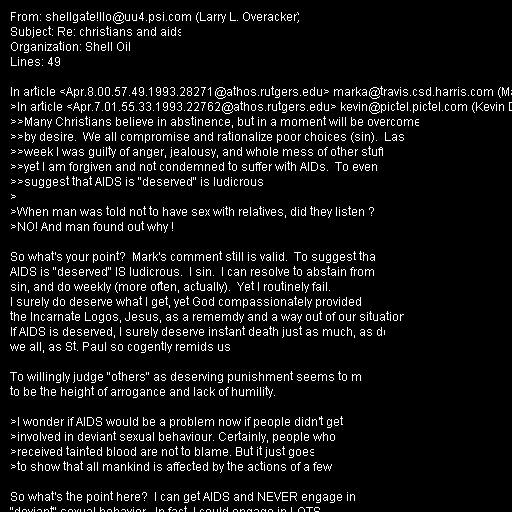 From: shellgate!llo@uu4.psi.com (Larry L. Overacker)
Subject: Re: christians and aids
Organization: Shell Oil
Lines: 49

In article <Apr.8.00.57.49.1993.28271@athos.rutgers.edu> marka@travis.csd.harris.com (Ma
>In article <Apr.7.01.55.33.1993.22762@athos.rutgers.edu> kevin@pictel.pictel.com (Kevin D
>>Many Christians believe in abstinence, but in a moment will be overcome
>>by desire.  We all compromise and rationalize poor choices (sin).  Las
>>week I was guilty of anger, jealousy, and whole mess of other stuff
>>yet I am forgiven and not condemned to suffer with AIDs.  To even
>>suggest that AIDS is "deserved" is ludicrous
>
>When man was told not to have sex with relatives, did they listen ?
>NO! And man found out why !

So what's your point?  Mark's comment still is valid.  To suggest tha
AIDS is "deserved" IS ludicrous.  I sin.  I can resolve to abstain from
sin, and do weekly (more often, actually).  Yet I routinely fail.
I surely do deserve what I get, yet God compassionately provided
the Incarnate Logos, Jesus, as a rememdy and a way out of our situation
If AIDS is deserved, I surely deserve instant death just as much, as do
we all, as St. Paul so cogently remids us

To willingly judge "others" as deserving punishment seems to m
to be the height of arrogance and lack of humility.

>I wonder if AIDS would be a problem now if people didn't get
>involved in deviant sexual behaviour. Certainly, people who
>received tainted blood are not to blame. But it just goes
>to show that all mankind is affected by the actions of a few

So what's the point here?  I can get AIDS and NEVER engage in
"deviant" sexual behavior.  In fact, I could engage in LOTS